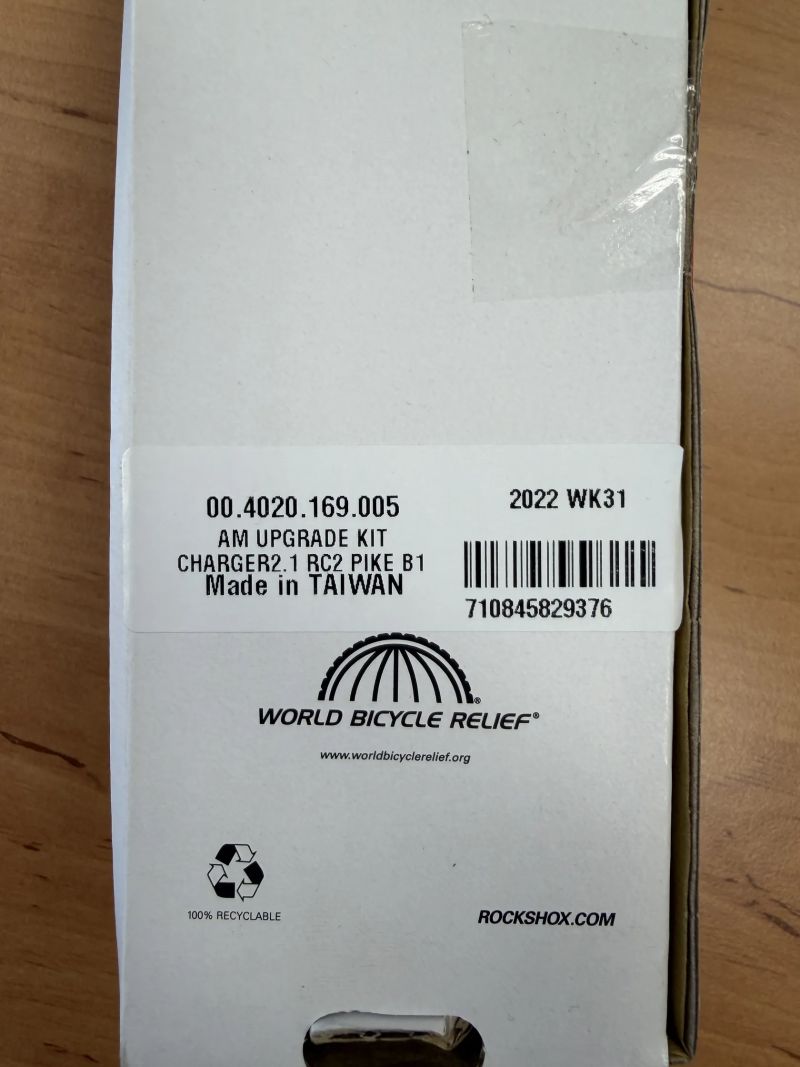 00.4020.169.005
AM UPGRADE KIT
CHARGER2.1 RC2 PIKE B1
Made in TAIWAN
2022 WK31
710845829376
WORLD BICYCLE RELIEF®
www.worldbicyclerelief.org
100% RECYCLABLE
ROCKSHOX.COM